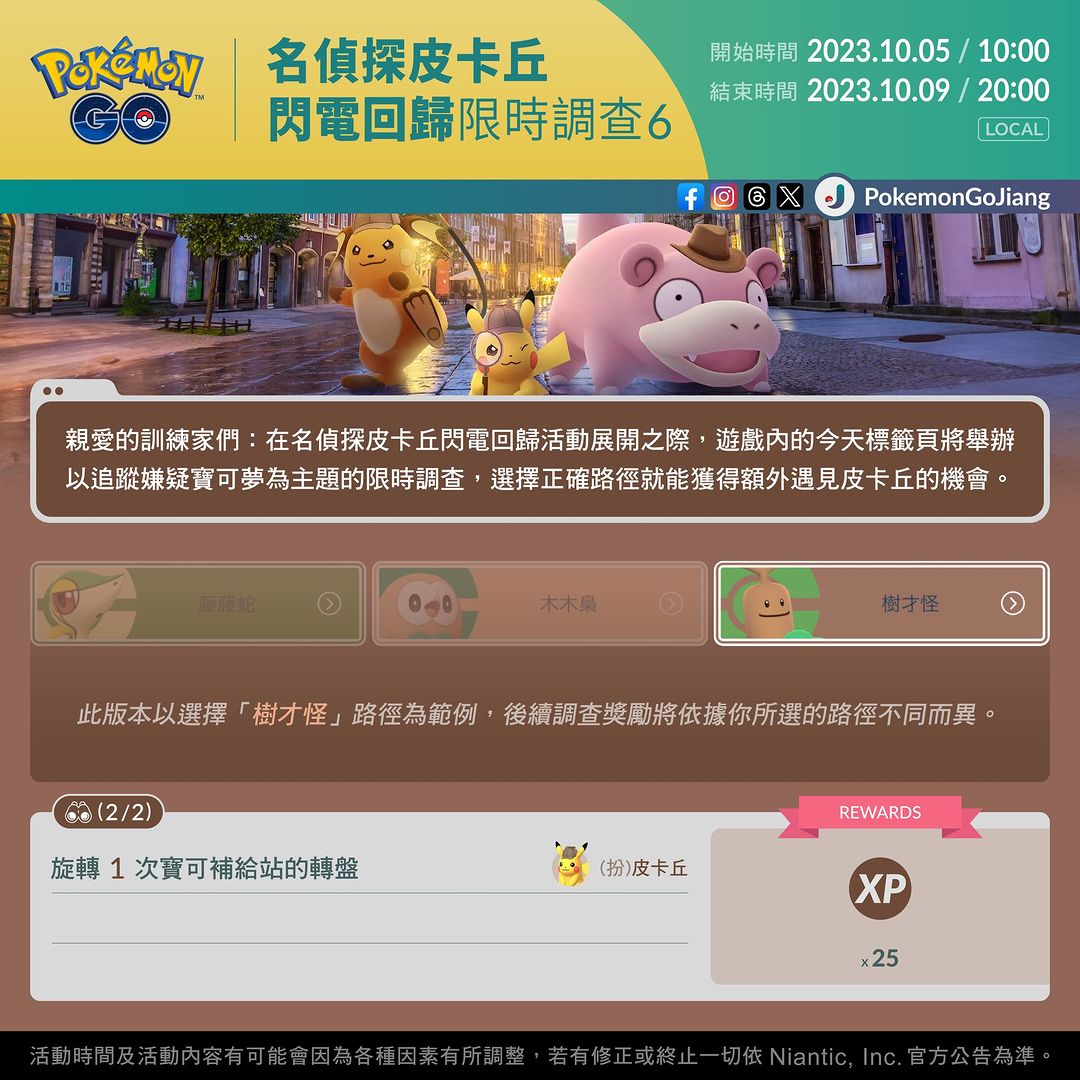 POKéMON
GO
TM
名偵探皮卡丘
閃電回歸限時調查6
開始時間 2023.10.05 / 10:00
結束時間 2023.10.09 / 20:00
LOCAL
PokemonGoJiang
親愛的訓練家們：在名偵探皮卡丘閃電回歸活動展開之際，遊戲內的今天標籤頁將舉辦
以追蹤嫌疑寶可夢為主題的限時調查，選擇正確路徑就能獲得額外遇見皮卡丘的機會。
藤藤蛇
木木梟
樹才怪
此版本以選擇「樹才怪」路徑為範例，後續調查獎勵將依據你所選的路徑不同而異。
(2/2)
旋轉 1 次寶可補給站的轉盤
(扮)皮卡丘
REWARDS
XP
x25
活動時間及活動內容有可能會因為各種因素有所調整，若有修正或終止一切依 Niantic, Inc. 官方公告為準。